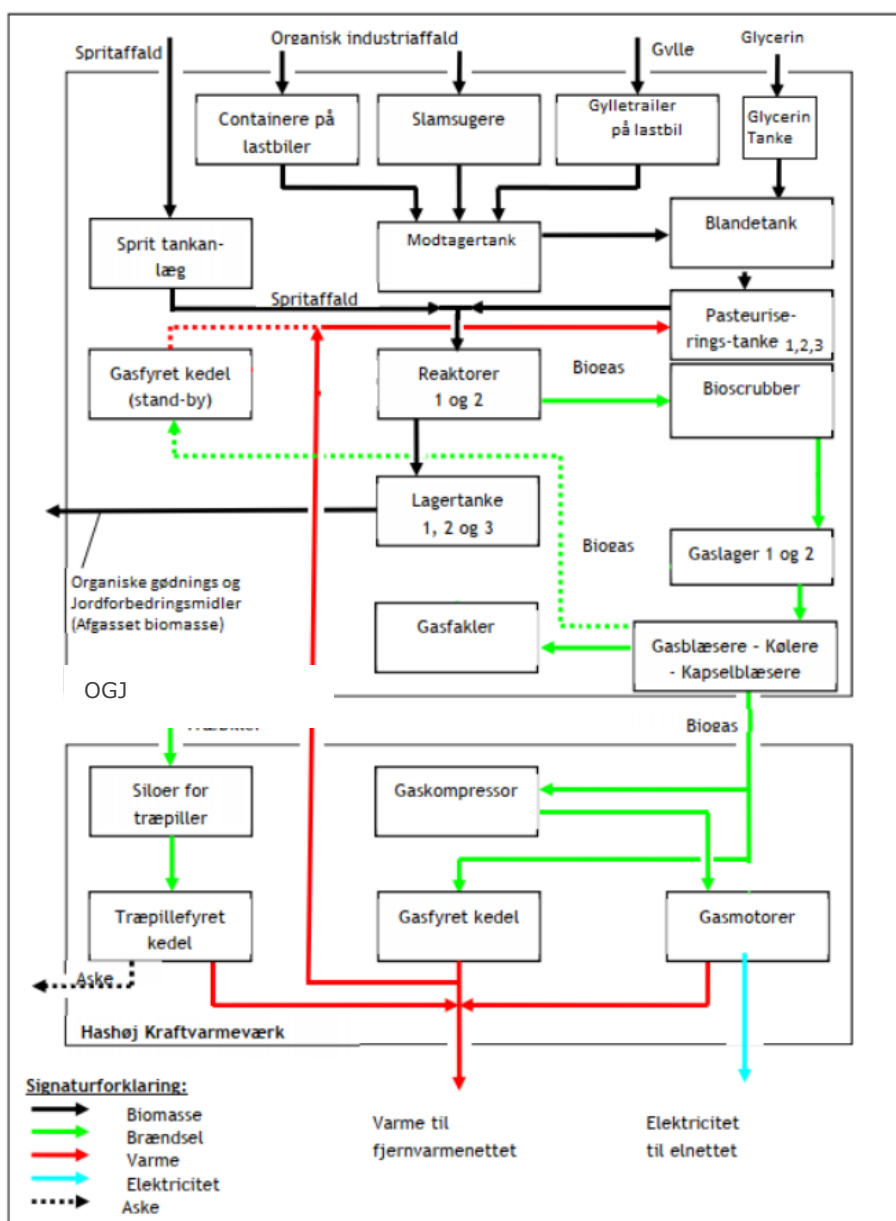 Spritaffald
Organisk industriaffald
Gylle
Glycerin
Containere på
lastbiler
Slamsugere
Gylletrailer
på lastbil
Glycerin
Tanke
Sprit tankan-
læg
Modtagertank
Blandetank
Spritaffald
Pasteurise-
rings-tanke 1,2,3
Gasfyret kedel
(stand-by)
Reaktorer
1 og 2
Biogas
Bioscrubber
Lagertanke
1, 2 og 3
Biogas
Gaslager 1 og 2
Organiske gødnings og
Jordforbedringsmidler
(Afgasset biomasse)
Gasfakler
Gasblæsere - Kølere
- Kapselblæsere
OGJ
Biogas
Siloer for
træpiller
Gaskompressor
Træpillefyret
kedel
Gasfyret kedel
Gasmotorer
Aske
Hashøj Kraftvarmeværk
Signaturforklaring:
Biomasse
Brændsel
Varme
Elektricitet
Aske
Varme til
fjernvarmenettet
Elektricitet
til elnettet